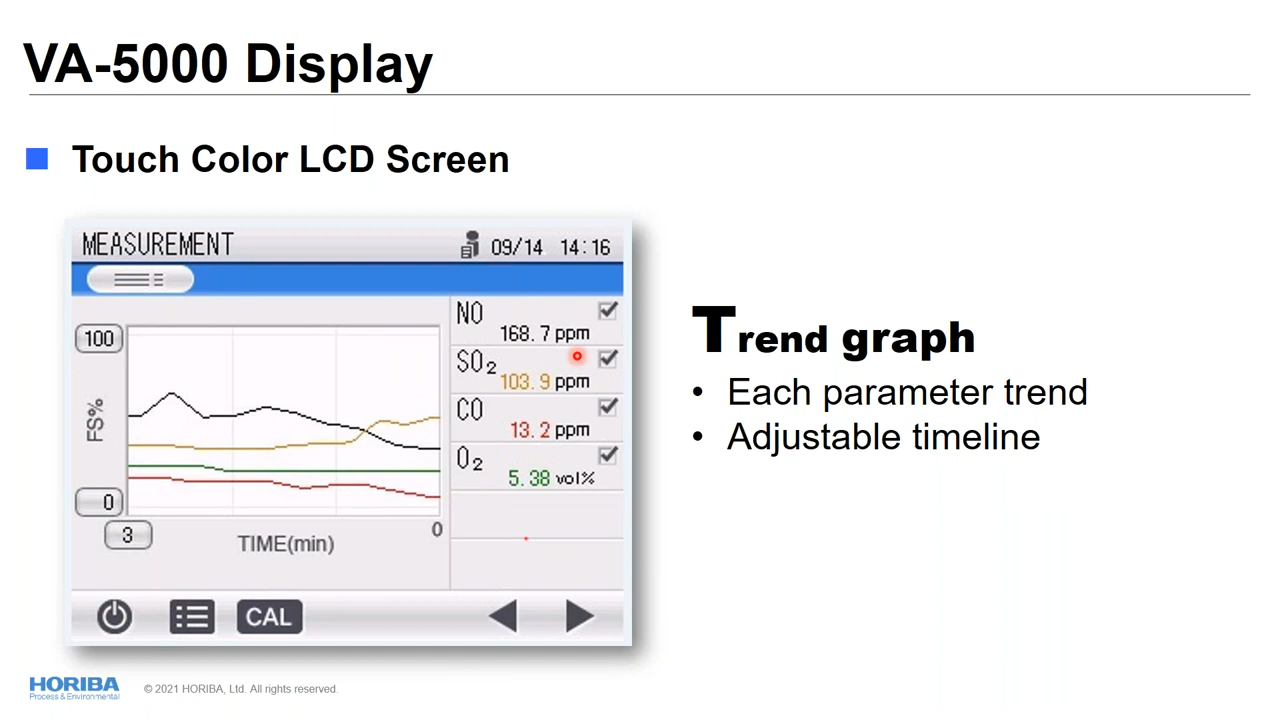 VA-5000 Display
Touch Color LCD Screen
MEASUREMENT 09/14 14:16
NO
168.7 ppm
SO₂
103.9 ppm
CO
13.2 ppm
O₂
5.38 vol%
100
FS%
0
3
0
TIME(min)
CAL
Trend graph
• Each parameter trend
• Adjustable timeline
HORIBA
Process & Environmental
© 2021 HORIBA, Ltd. All rights reserved.